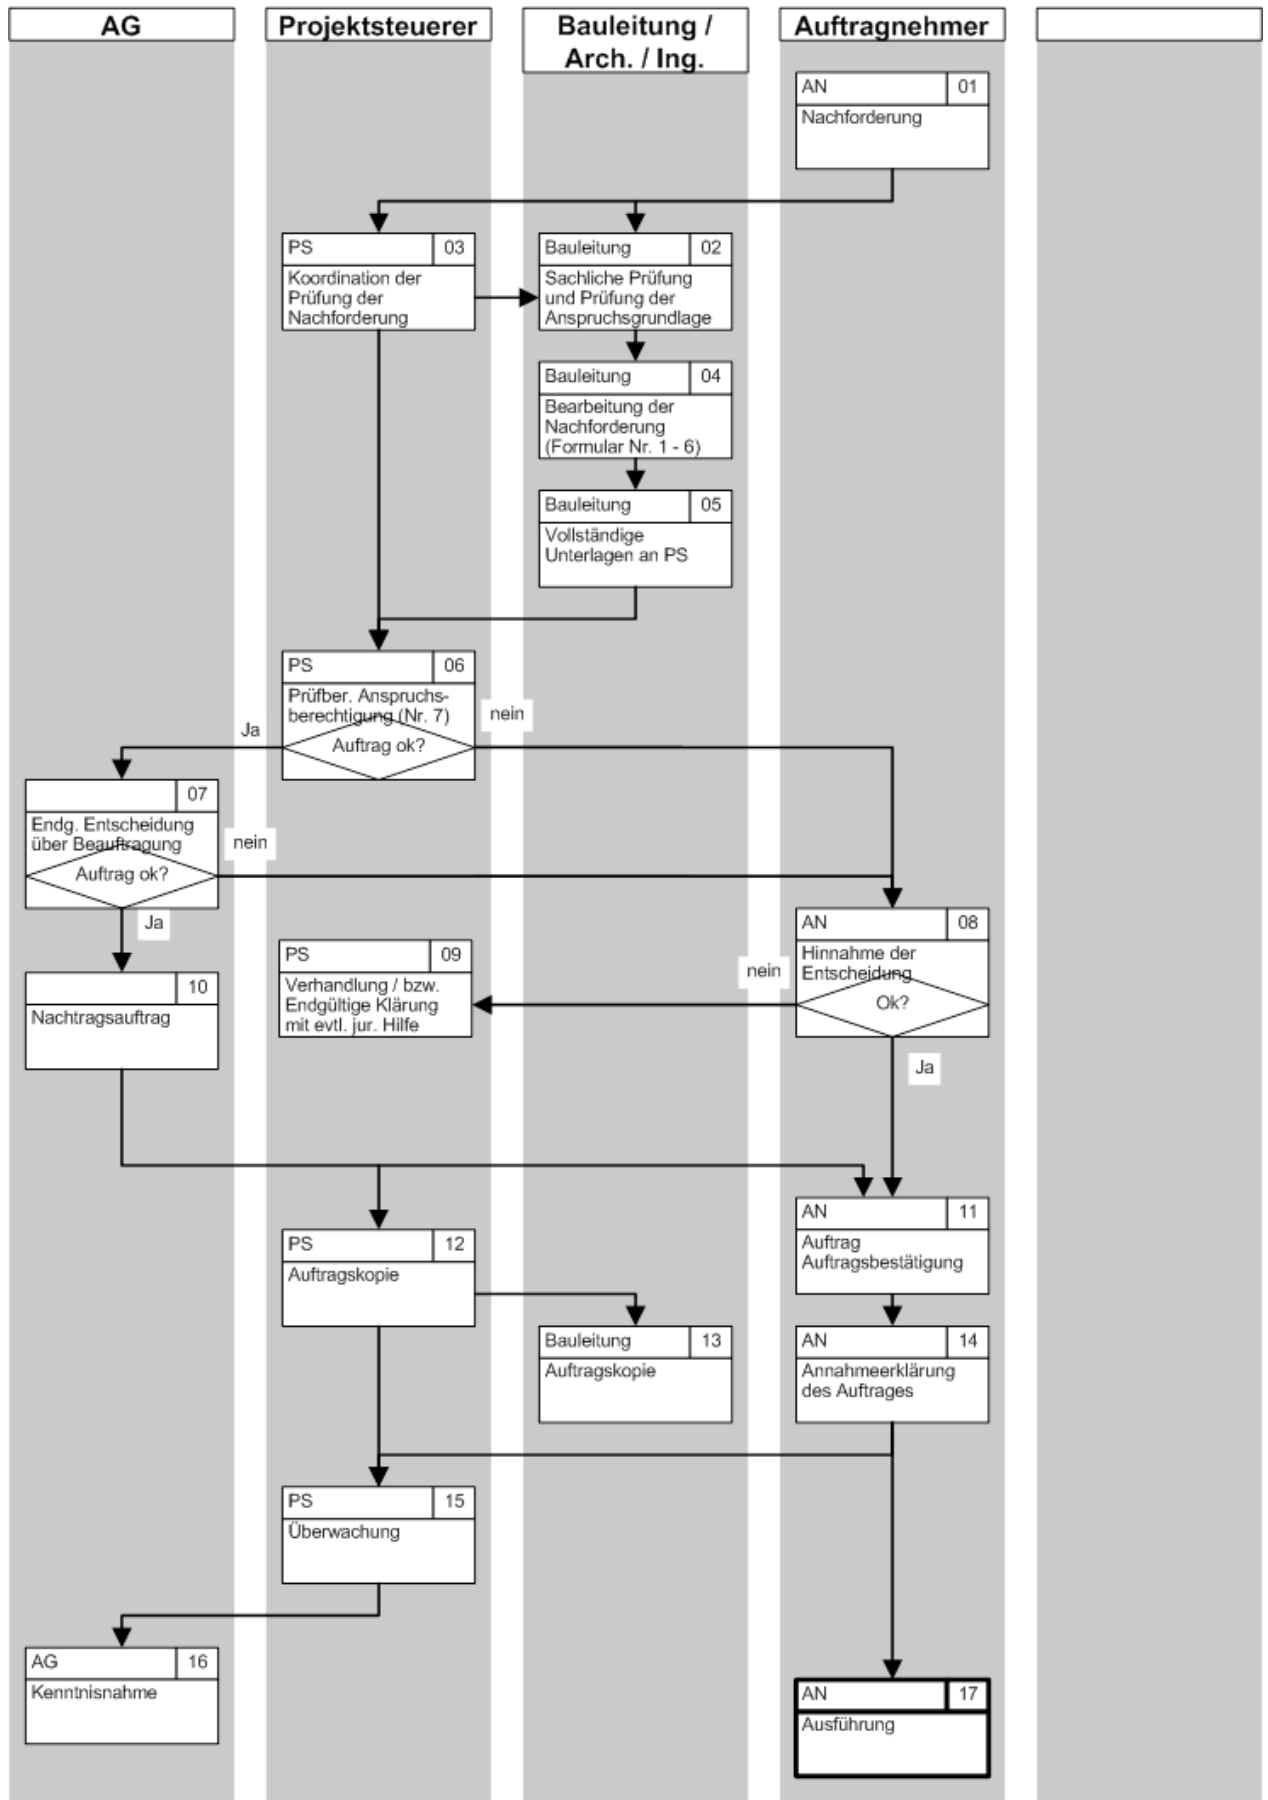 AG
Projektsteuerer
Bauleitung /
Arch. / Ing.
Auftragnehmer
AN
01
Nachforderung
PS
03
Koordination der
Prüfung der
Nachforderung
Bauleitung
02
Sachliche Prüfung
und Prüfung der
Anspruchsgrundlage
Bauleitung
04
Bearbeitung der
Nachforderung
(Formular Nr. 1 - 6)
Bauleitung
05
Vollständige
Unterlagen an PS
PS
06
Prüfber. Anspruchs-
berechtigung (Nr. 7)
Auftrag ok?
Ja
nein
07
Endg. Entscheidung
über Beauftragung
Auftrag ok?
nein
Ja
AN
08
Hinnahme der
Entscheidung
Ok?
nein
Ja
PS
09
Verhandlung / bzw.
Endgültige Klärung
mit evtl. jur. Hilfe
10
Nachtragsauftrag
AN
11
Auftrag
Auftragsbestätigung
PS
12
Auftragskopie
Bauleitung
13
Auftragskopie
AN
14
Annahmeerklärung
des Auftrages
PS
15
Überwachung
AG
16
Kenntnisnahme
AN
17
Ausführung